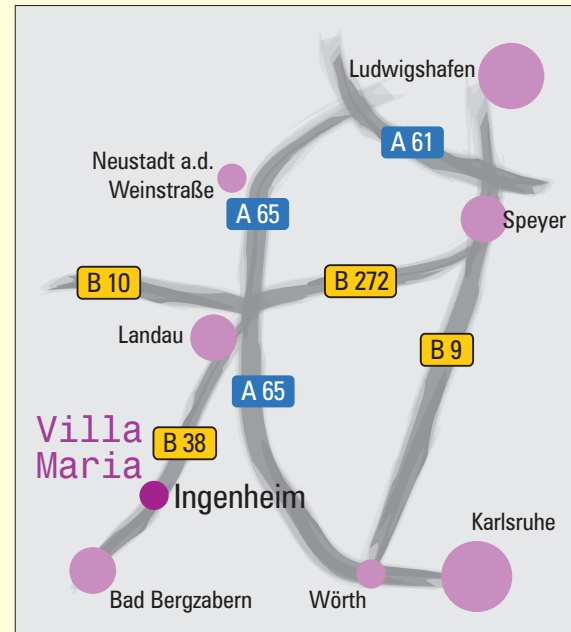 Ludwigshafen
A 61
Neustadt a.d.
Weinstraße
A 65
Speyer
B 10
B 272
Landau
B 9
A 65
Villa
Maria
B 38
Ingenheim
Karlsruhe
Bad Bergzabern
Wörth